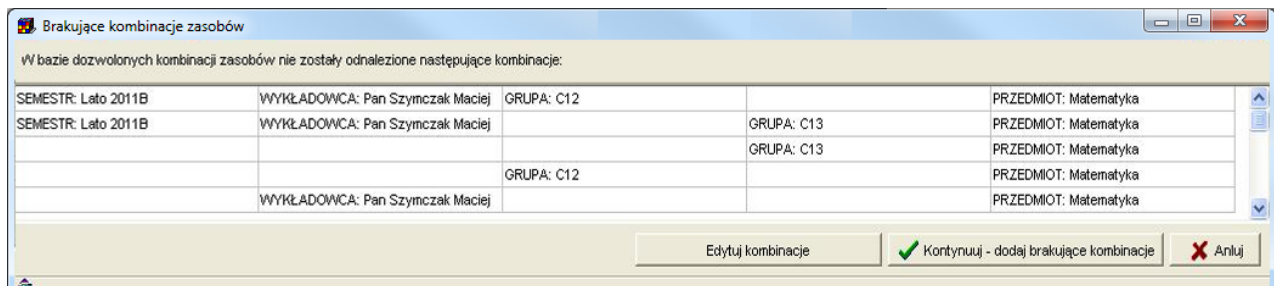 Brakujące kombinacje zasobów
W bazie dozwolonych kombinacji zasobów nie zostały odnalezione następujące kombinacje:
SEMESTR: Lato 2011B WYKŁADOWCA: Pan Szymczak Maciej GRUPA: C12 PRZEDMIOT: Matematyka
SEMESTR: Lato 2011B WYKŁADOWCA: Pan Szymczak Maciej GRUPA: C13 PRZEDMIOT: Matematyka
GRUPA: C13 PRZEDMIOT: Matematyka
GRUPA: C12 PRZEDMIOT: Matematyka
WYKŁADOWCA: Pan Szymczak Maciej PRZEDMIOT: Matematyka
Edytuj kombinacje Kontynuuj - dodaj brakujące kombinacje Anluj